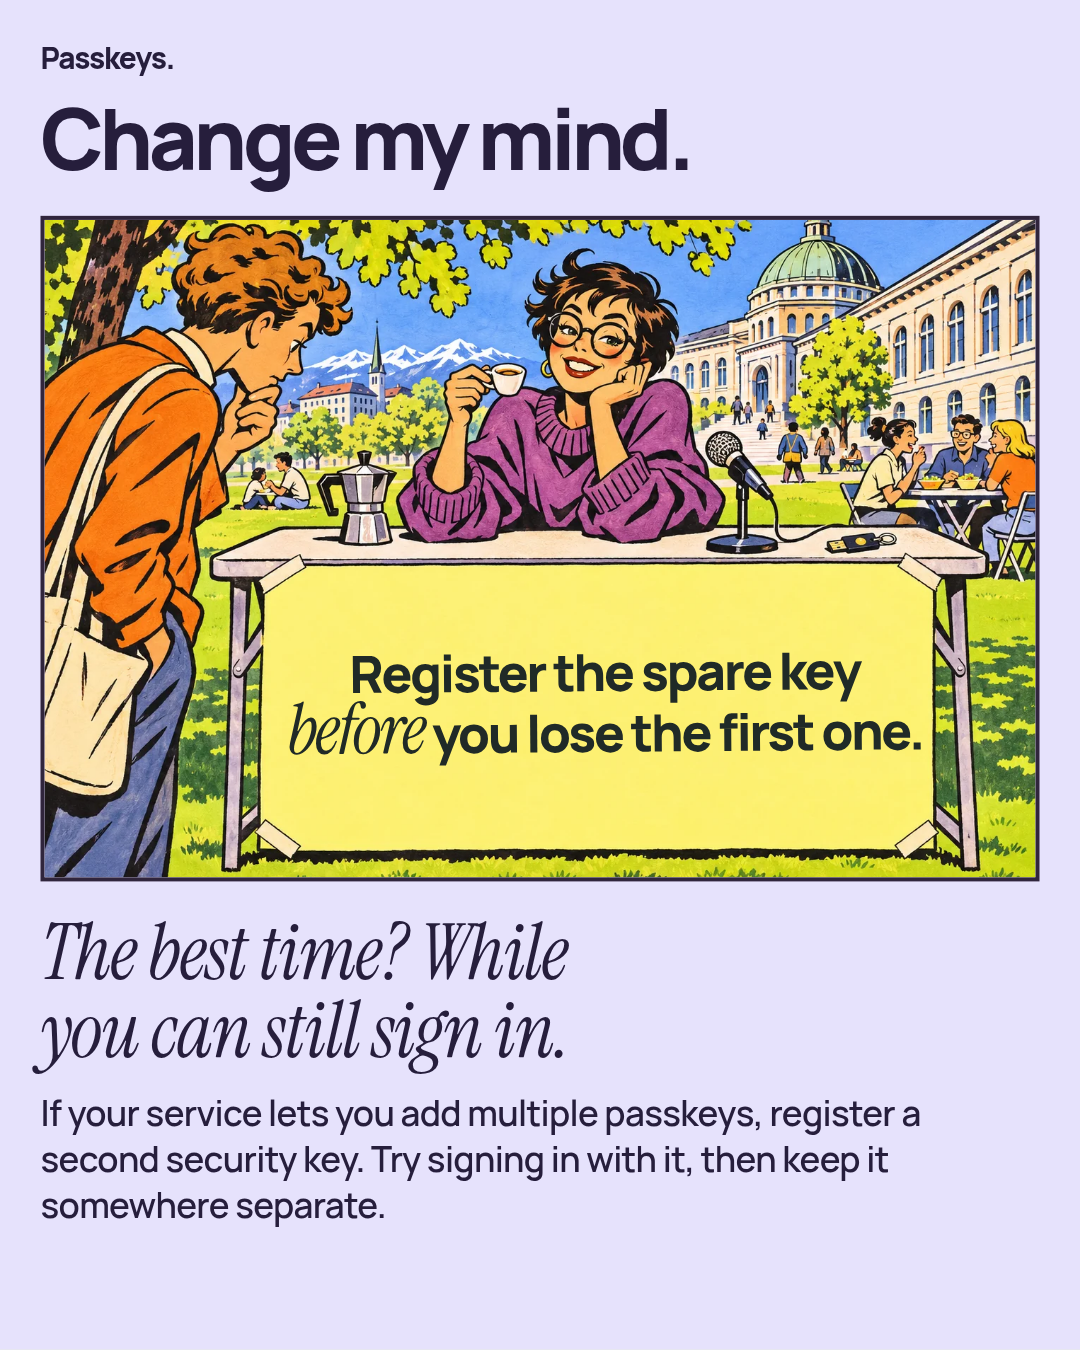 Passkeys.
Change my mind.
Register the spare key
before you lose the first one.
The best time? While
you can still sign in.
If your service lets you add multiple passkeys, register a
second security key. Try signing in with it, then keep it
somewhere separate.